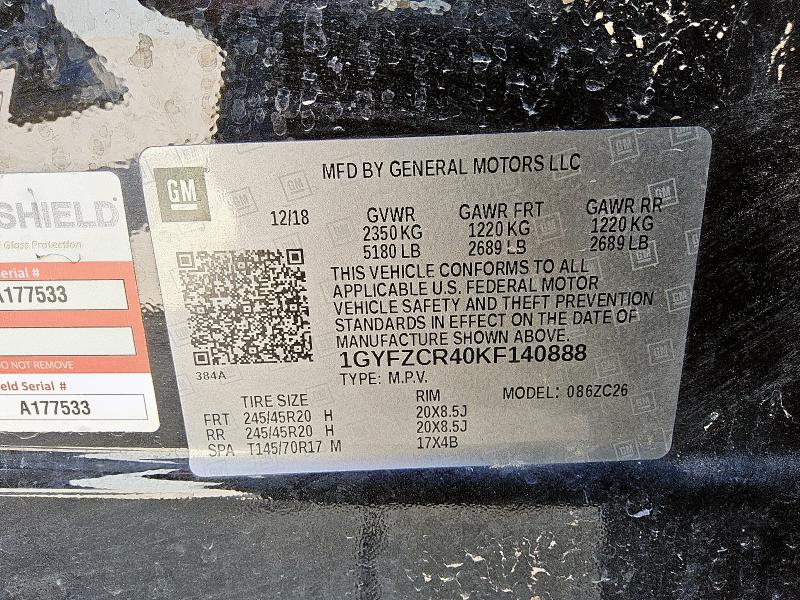 MFD BY GENERAL MOTORS LLC
GM
12/18
GVWR
2350 KG
5180 LB
GAWR FRT
1220 KG
2689 LB
GAWR RR
1220 KG
2689 LB
THIS VEHICLE CONFORMS TO ALL
APPLICABLE U.S. FEDERAL MOTOR
VEHICLE SAFETY AND THEFT PREVENTION
STANDARDS IN EFFECT ON THE DATE OF
MANUFACTURE SHOWN ABOVE.
1GYFZCR40KF140888
384A
TYPE: M.P.V.
MODEL: 086ZC26
TIRE SIZE RIM
FRT 245/45R20 H 20X8.5J
RR 245/45R20 H 20X8.5J
SPA T145/70R17 M 17X4B
SHIELD
Glass Protection
erial #
A177533
O NOT REMOVE
eld Serial #
A177533